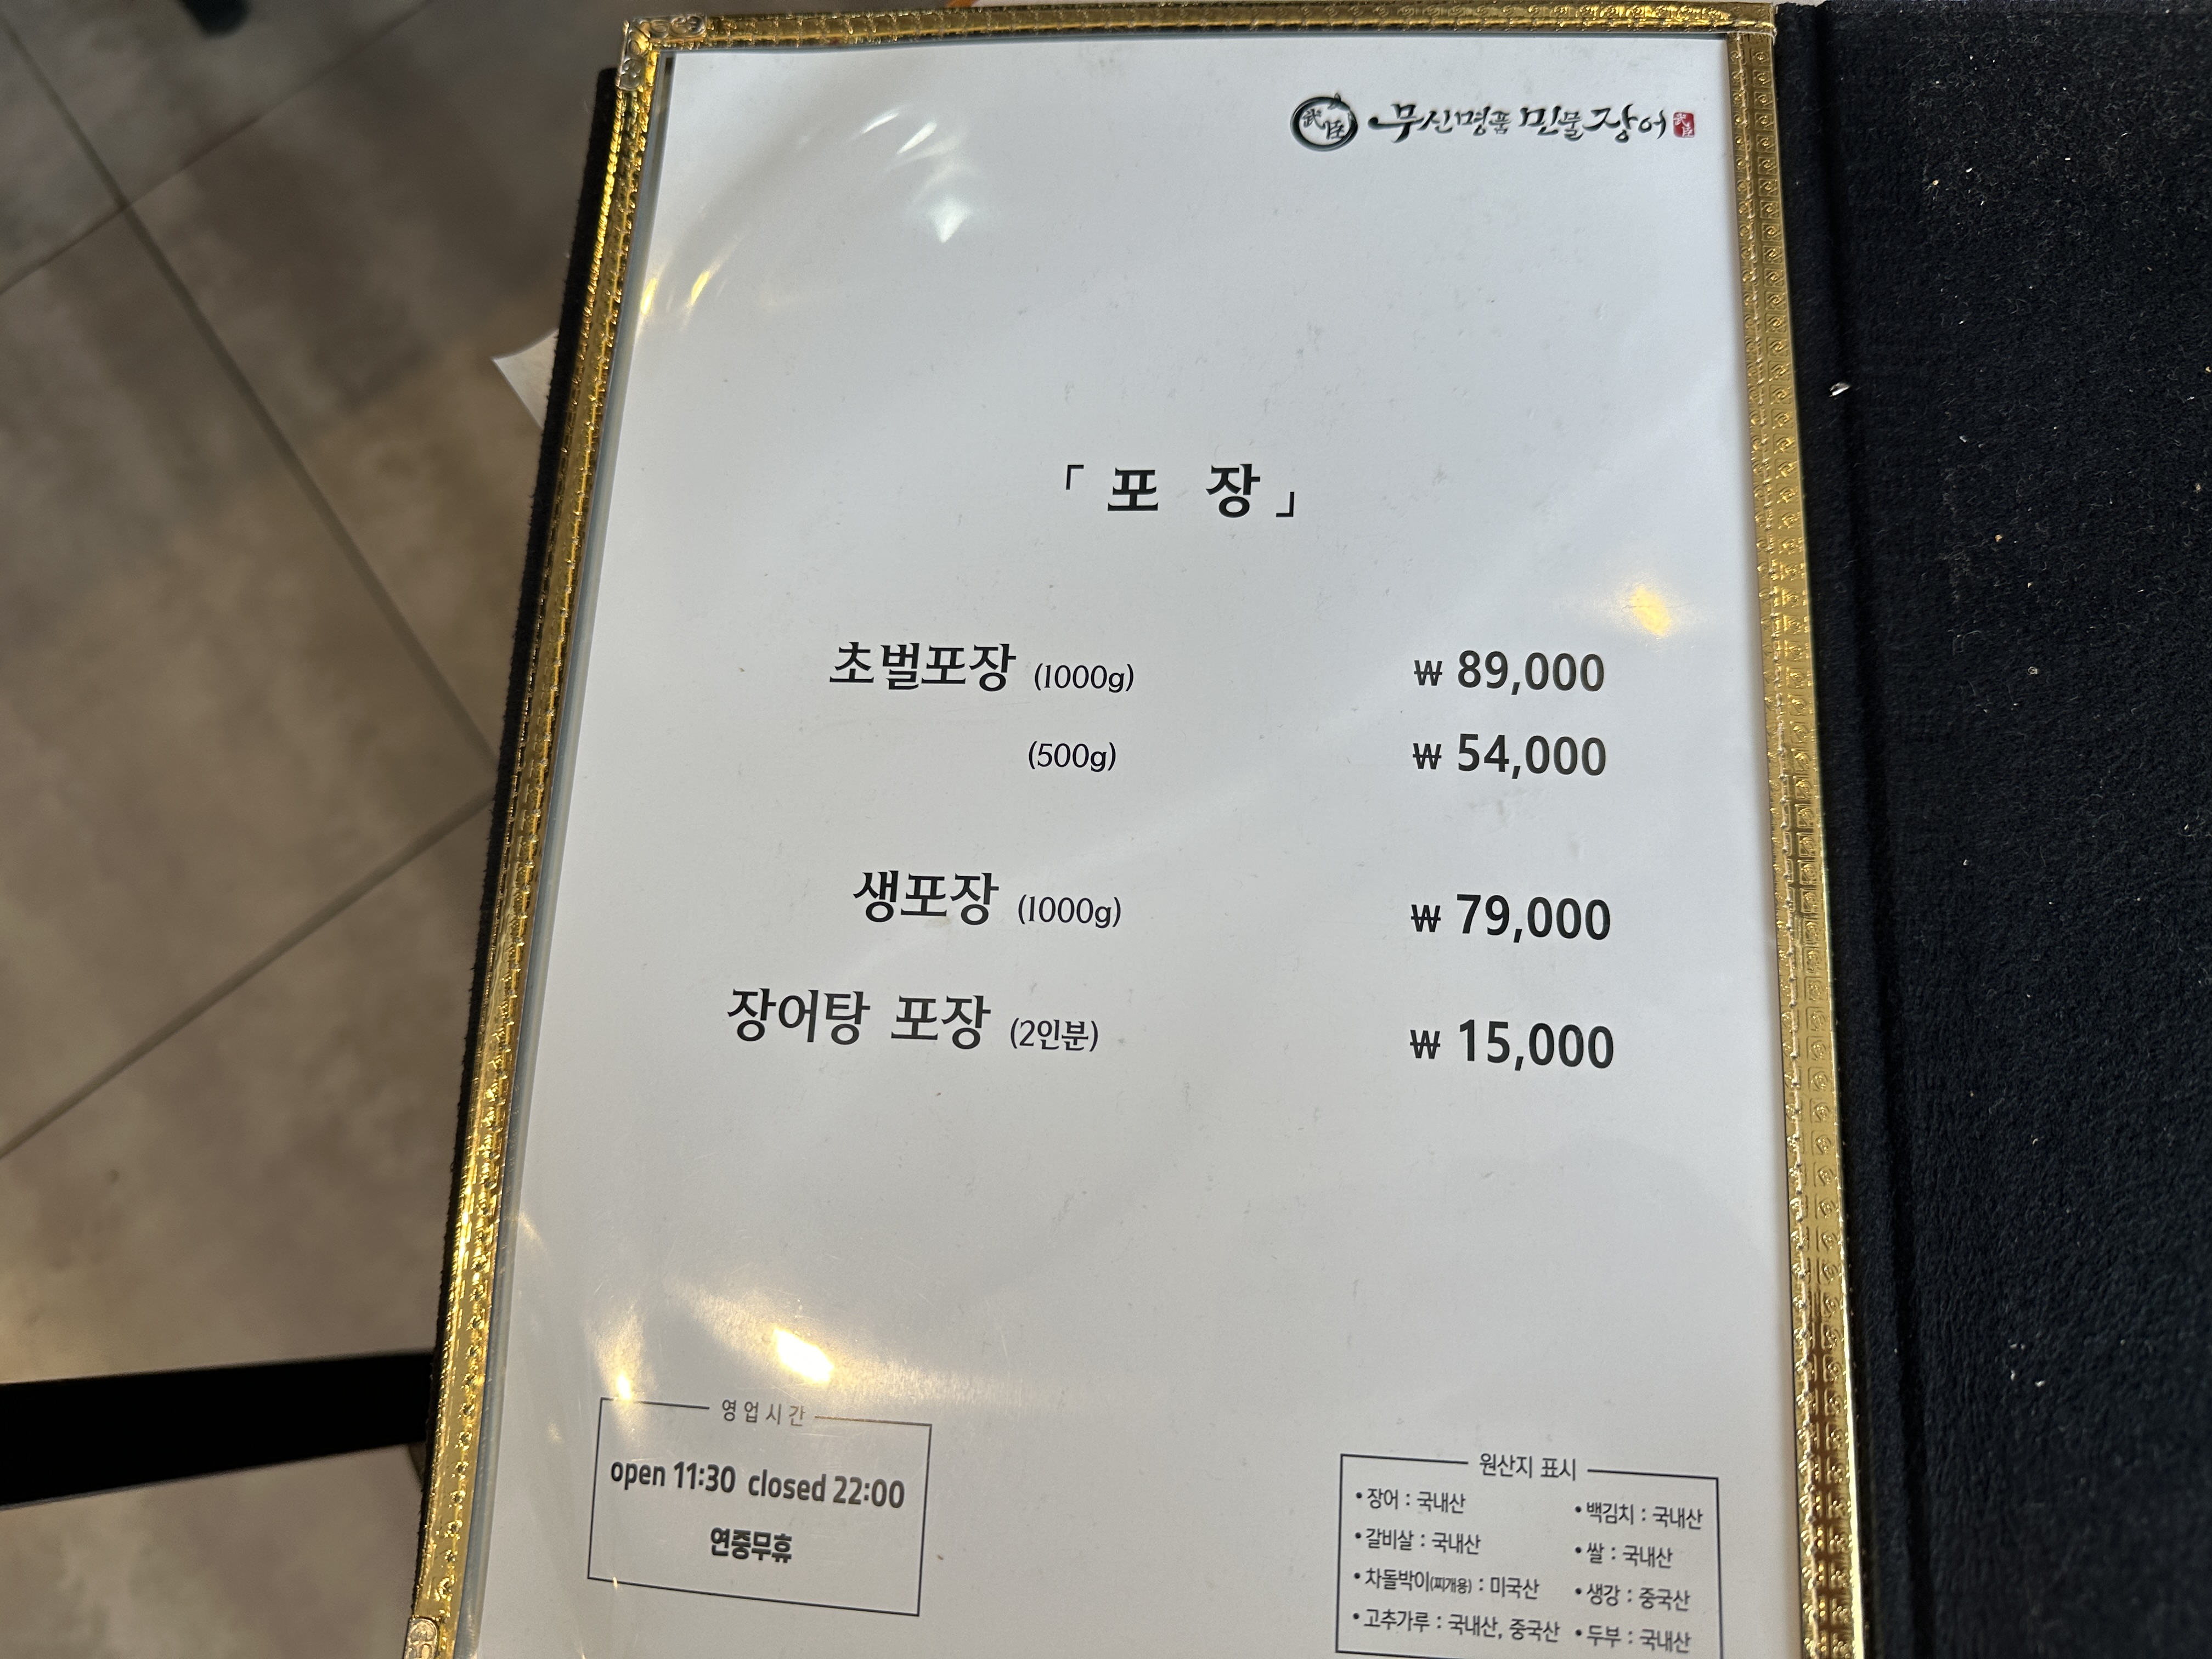 武臣 무신명품 민물장어 武臣
「포 장」
초벌포장 (1000g) ₩ 89,000
(500g) ₩ 54,000
생포장 (1000g) ₩ 79,000
장어탕 포장 (2인분) ₩ 15,000
영업시간
open 11:30 closed 22:00
연중무휴
원산지 표시
•장어 : 국내산 •백김치 : 국내산
•갈비살 : 국내산 •쌀 : 국내산
•차돌박이(찌개용) : 미국산 •생강 : 중국산
•고추가루 : 국내산, 중국산 •두부 : 국내산